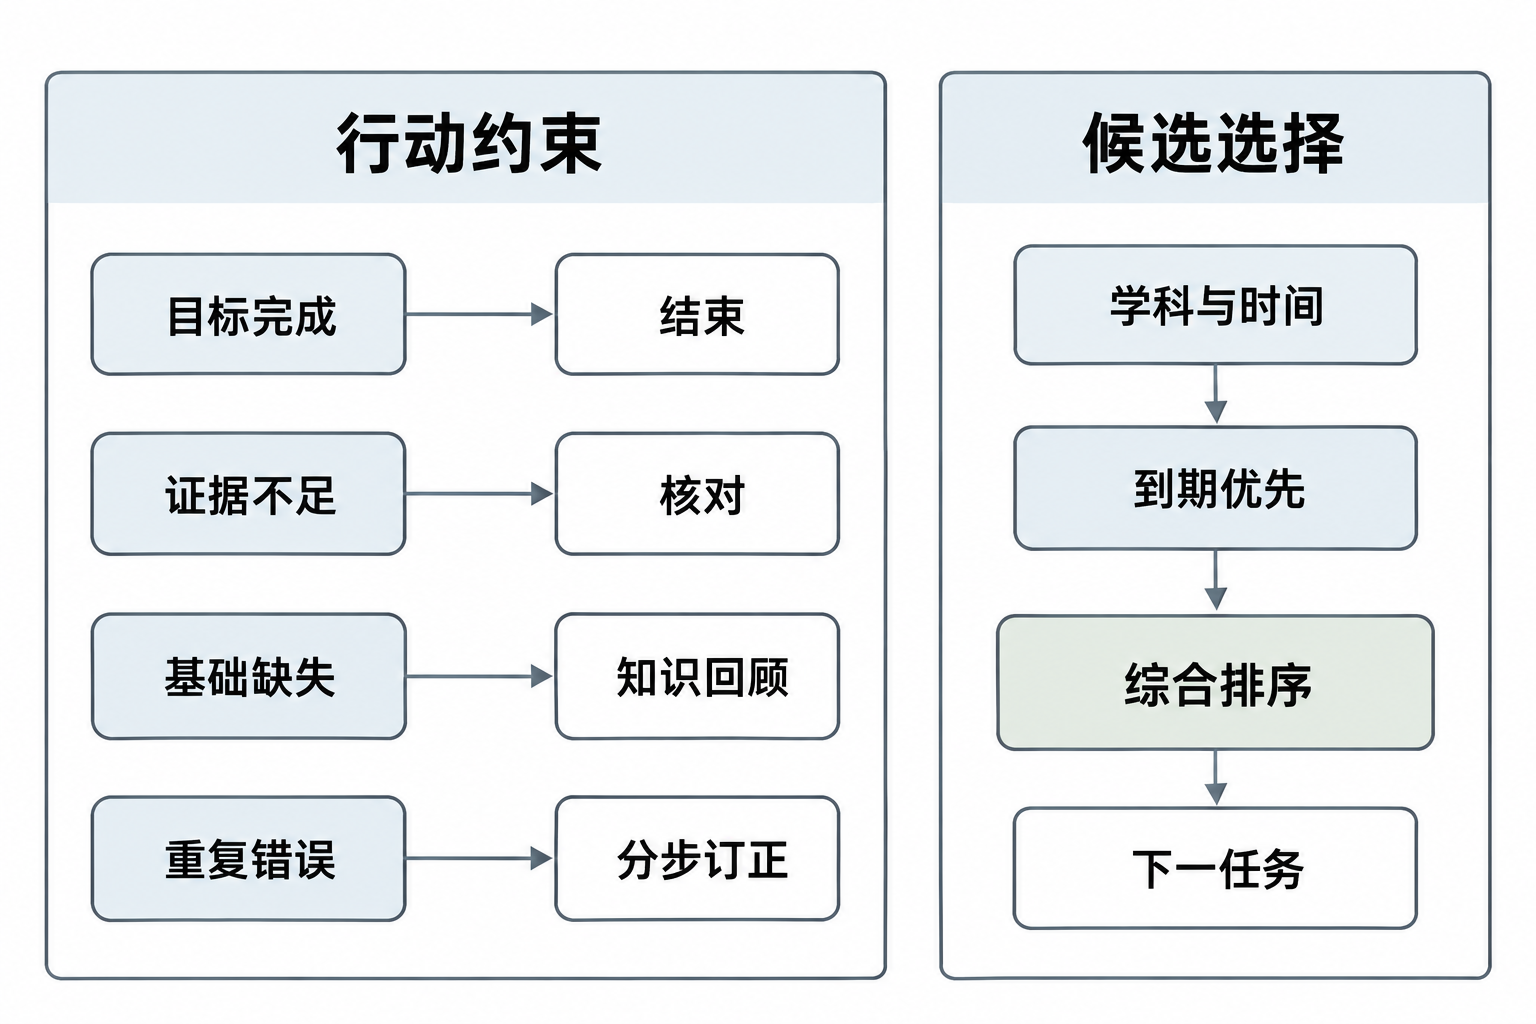 行动约束
目标完成
结束
证据不足
核对
基础缺失
知识回顾
重复错误
分步订正
候选选择
学科与时间
到期优先
综合排序
下一任务